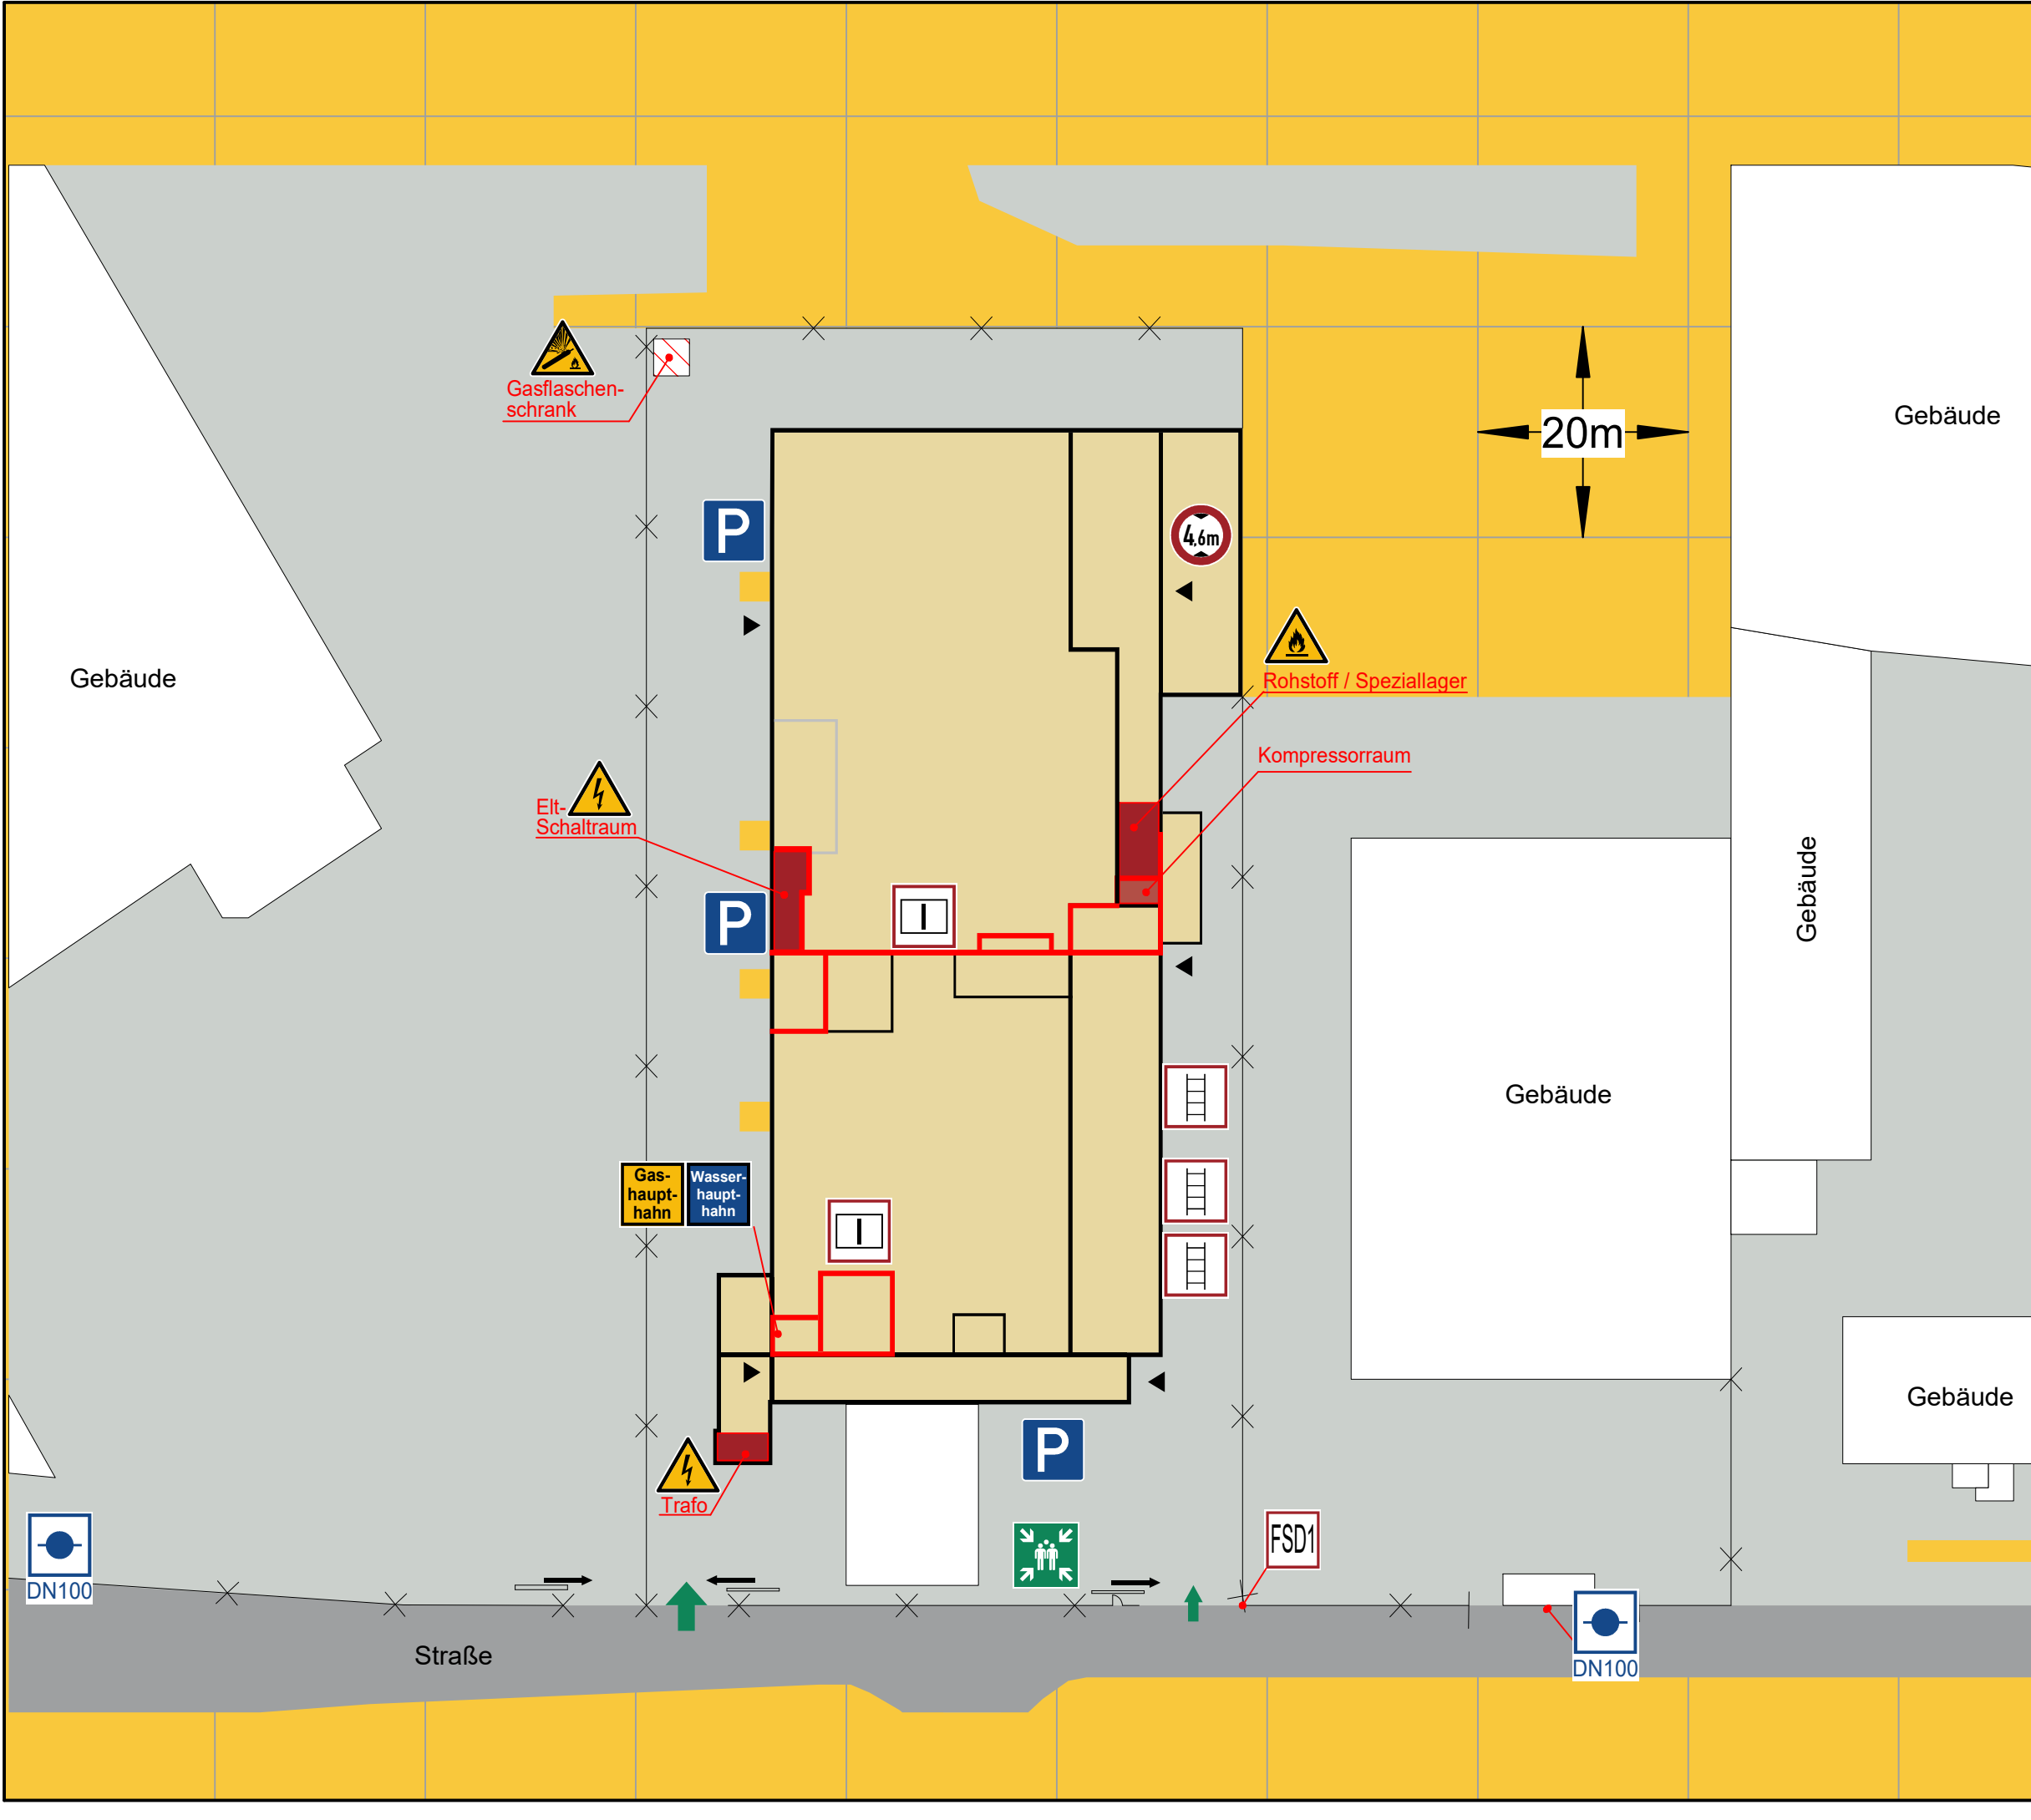 Gasflaschen-
schrank
Gebäude
20m
P
4,6m
Gebäude
Rohstoff / Speziallager
Kompressorraum
Elt-
Schaltraum
P
Gebäude
Gebäude
Gas-
haupt-
hahn
Wasser-
haupt-
hahn
Gebäude
P
Trafo
FSD1
DN100
Straße
DN100